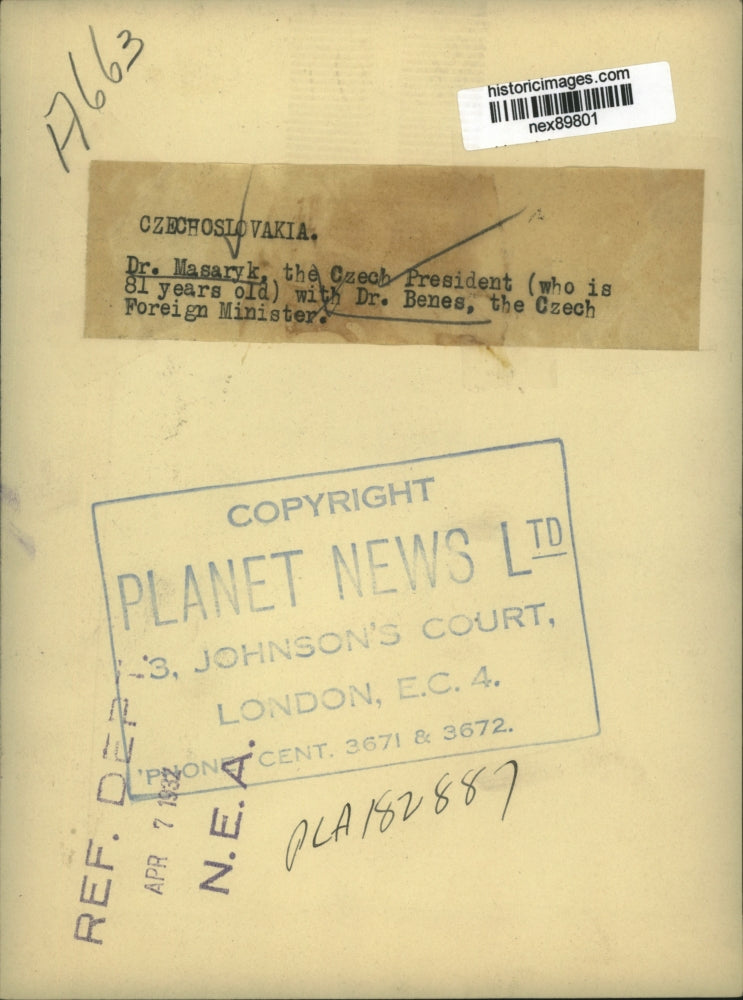 17663
historicimages.com
nex89801
CZECHOSLOVAKIA.
Dr. Masaryk, the Czech President (who is
81 years old) with Dr. Benes, the Czech
Foreign Minister.
COPYRIGHT
PLANET NEWS LTD
3, JOHNSON'S COURT,
LONDON, E.C. 4.
'PHONE CENT. 3671 & 3672.
REF. DEPT.
APR 7 1932
N.E.A.
PLA182887